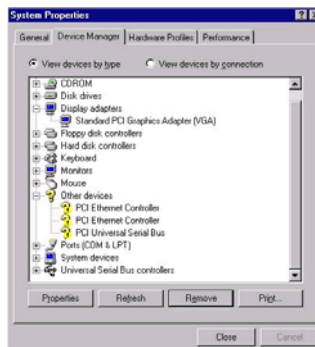 System Properties
General Device Manager Hardware Profiles Performance
View devices by type View devices by connection
CDROM
Disk drives
Display adapters
Standard PCI Graphics Adapter (VGA)
Floppy disk controllers
Hard disk controllers
Keyboard
Monitors
Mouse
Other devices
PCI Ethernet Controller
PCI Ethernet Controller
PCI Universal Serial Bus
Ports (COM & LPT)
System devices
Universal Serial Bus controllers
Properties Refresh Remove Print...
Close Cancel